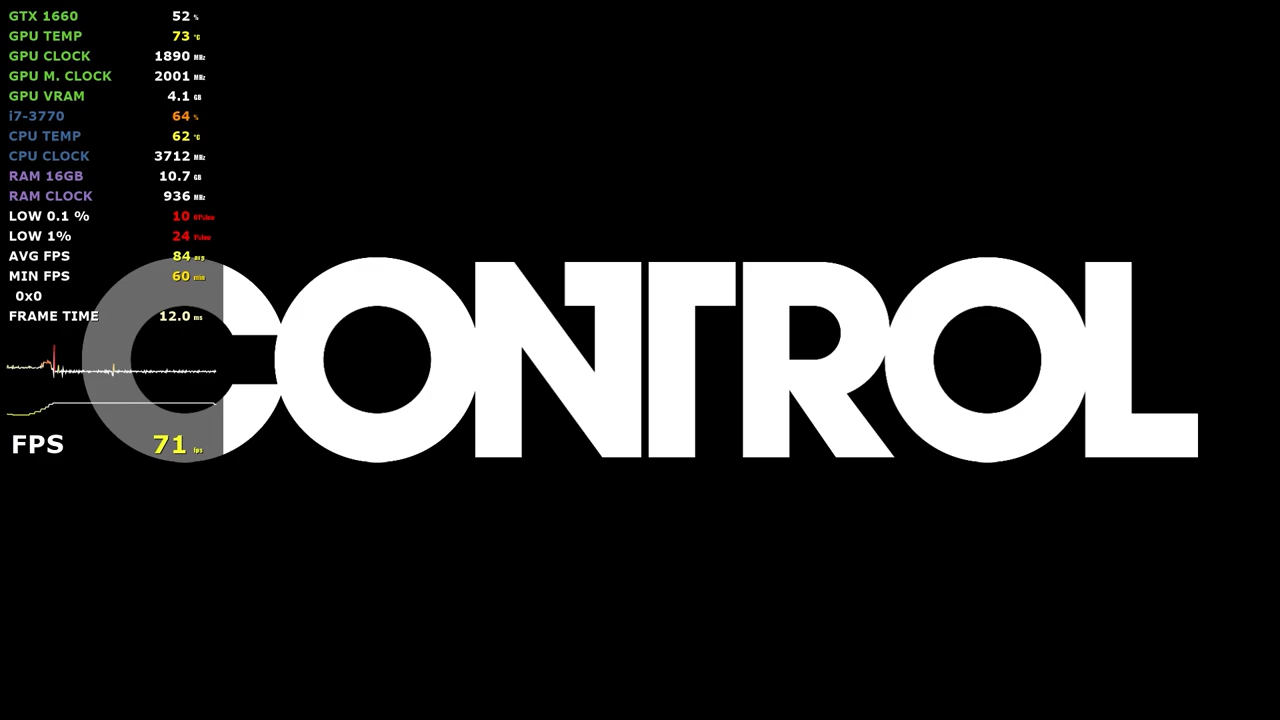 GTX 1660 52 %
GPU TEMP 73 °C
GPU CLOCK 1890 MHz
GPU M. CLOCK 2001 MHz
GPU VRAM 4.1 GB
i7-3770 64 %
CPU TEMP 62 °C
CPU CLOCK 3712 MHz
RAM 16GB 10.7 GB
RAM CLOCK 936 MHz
LOW 0.1 % 10
LOW 1% 24
AVG FPS 84 avg
MIN FPS 60 min
0x0
FRAME TIME 12.0 ms
CONTROL
FPS 71 fps